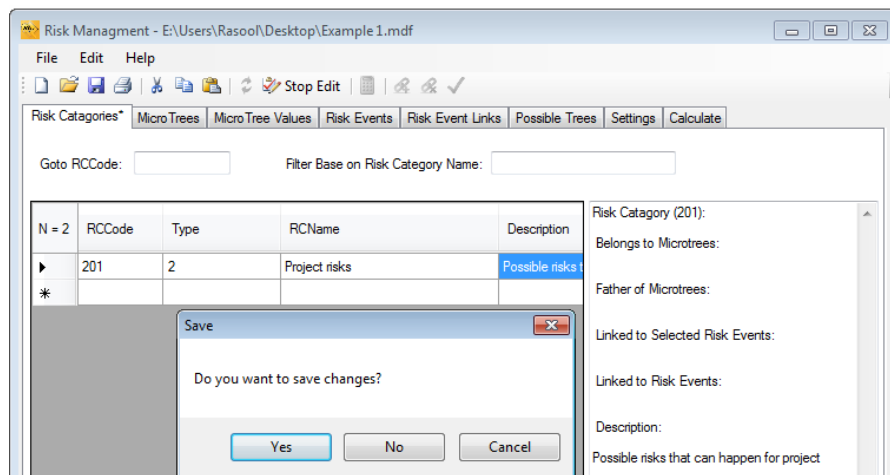 Risk Managment - E:\Users\Rasool\Desktop\Example1.mdf
File Edit Help
Stop Edit
Risk Catagories* MicroTrees MicroTree Values Risk Events Risk Event Links Possible Trees Settings Calculate
Goto RCCode: Filter Base on Risk Category Name:
N = 2 RCCode Type RCName Description
201 2 Project risks Possible risks t
Risk Catagory (201):
Belongs to Microtrees:
Father of Microtrees:
Linked to Selected Risk Events:
Linked to Risk Events:
Description:
Possible risks that can happen for project
Save
Do you want to save changes?
Yes No Cancel